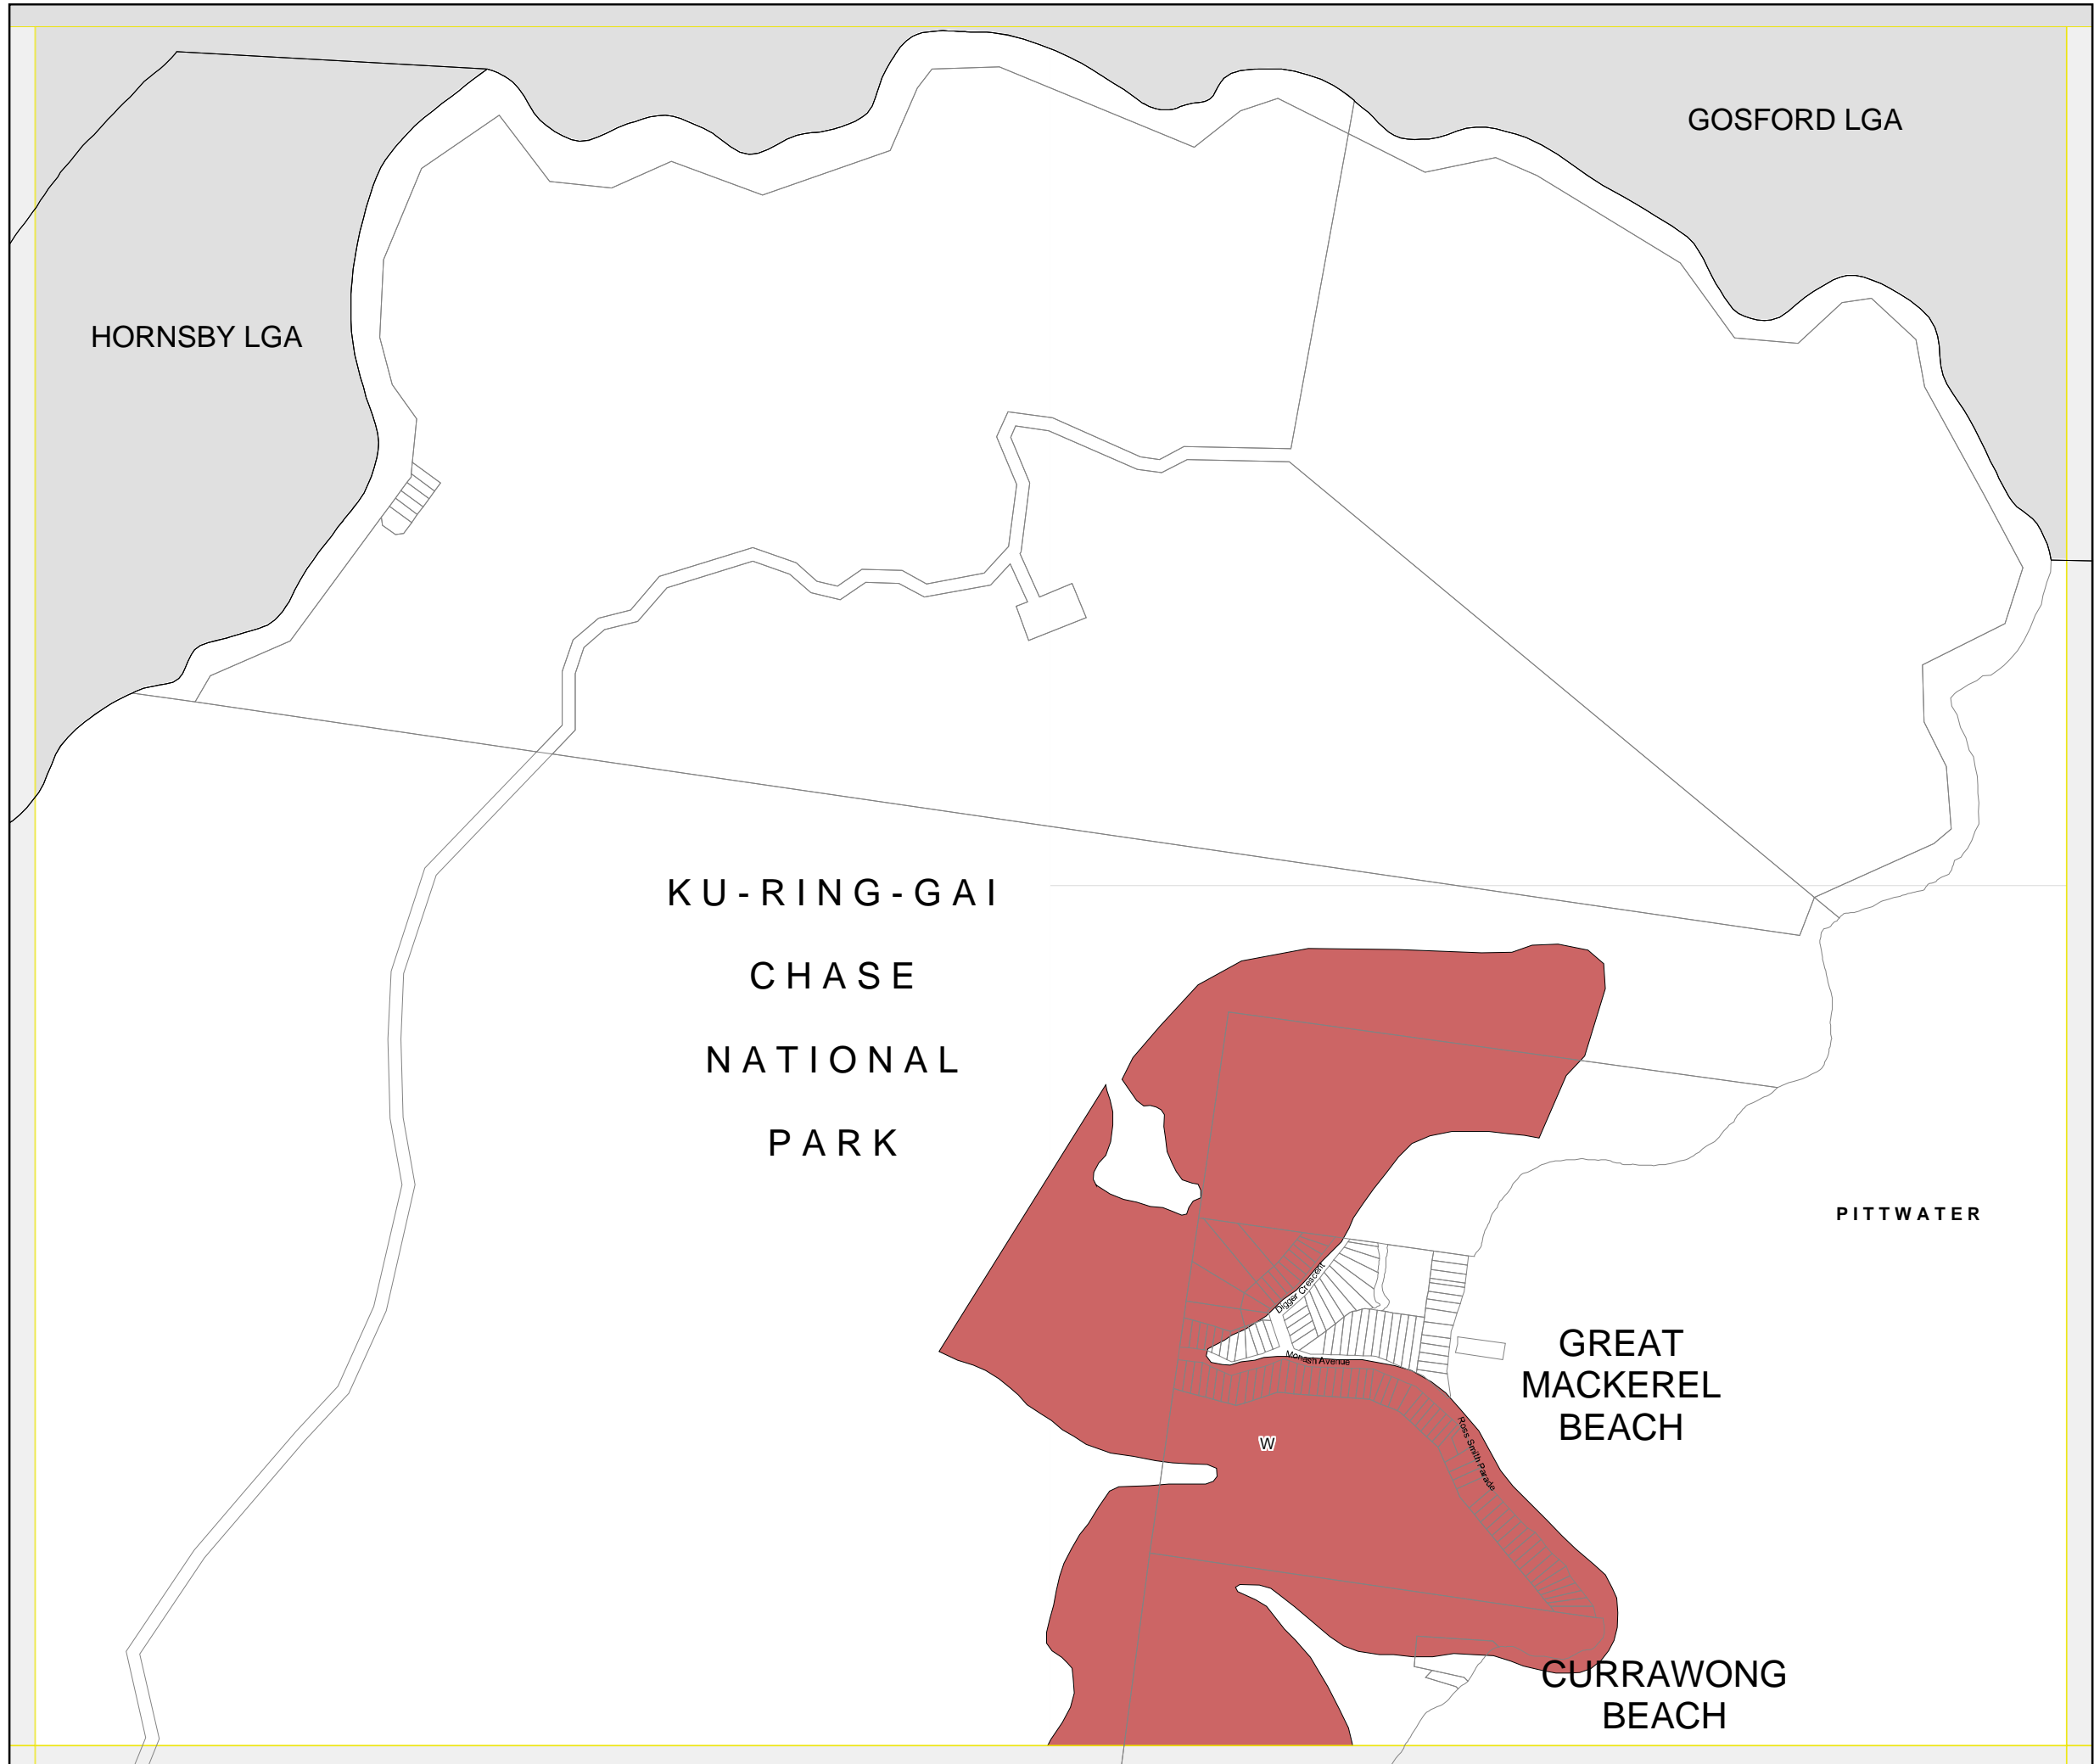 GOSFORD LGA
HORNSBY LGA
KU-RING-GAI
CHASE
NATIONAL
PARK
PITTWATER
Digger Crescent
GREAT
MACKEREL
BEACH
Monash Avenue
W
Ross Smith Parade
CURRAWONG
BEACH